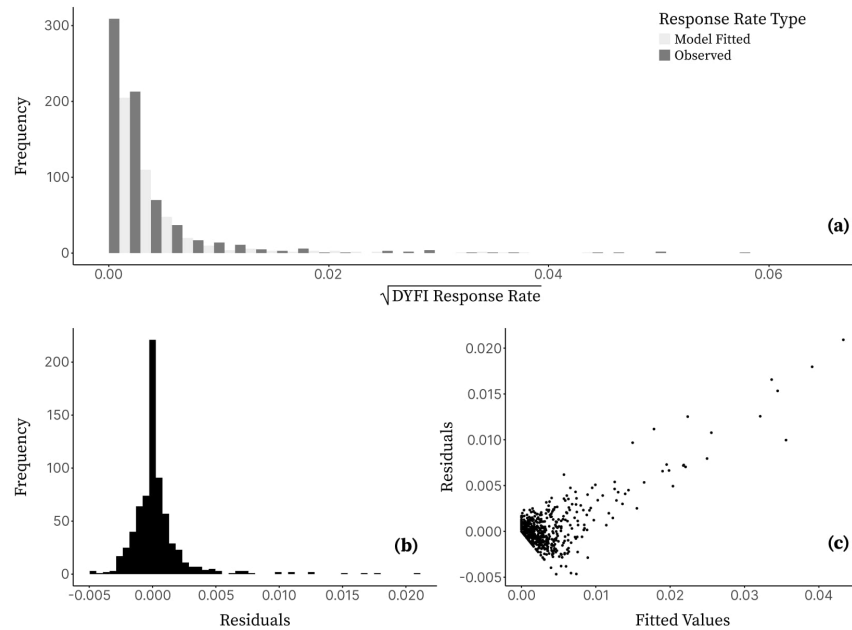 Response Rate Type
Model Fitted
Observed
Frequency
300
200
100
0
(a)
0.00 0.02 0.04 0.06
√DYFI Response Rate
Frequency
200
150
100
50
0
(b)
-0.005 0.000 0.005 0.010 0.015 0.020
Residuals
Residuals
0.020
0.015
0.010
0.005
0.000
-0.005
(c)
0.00 0.01 0.02 0.03 0.04
Fitted Values